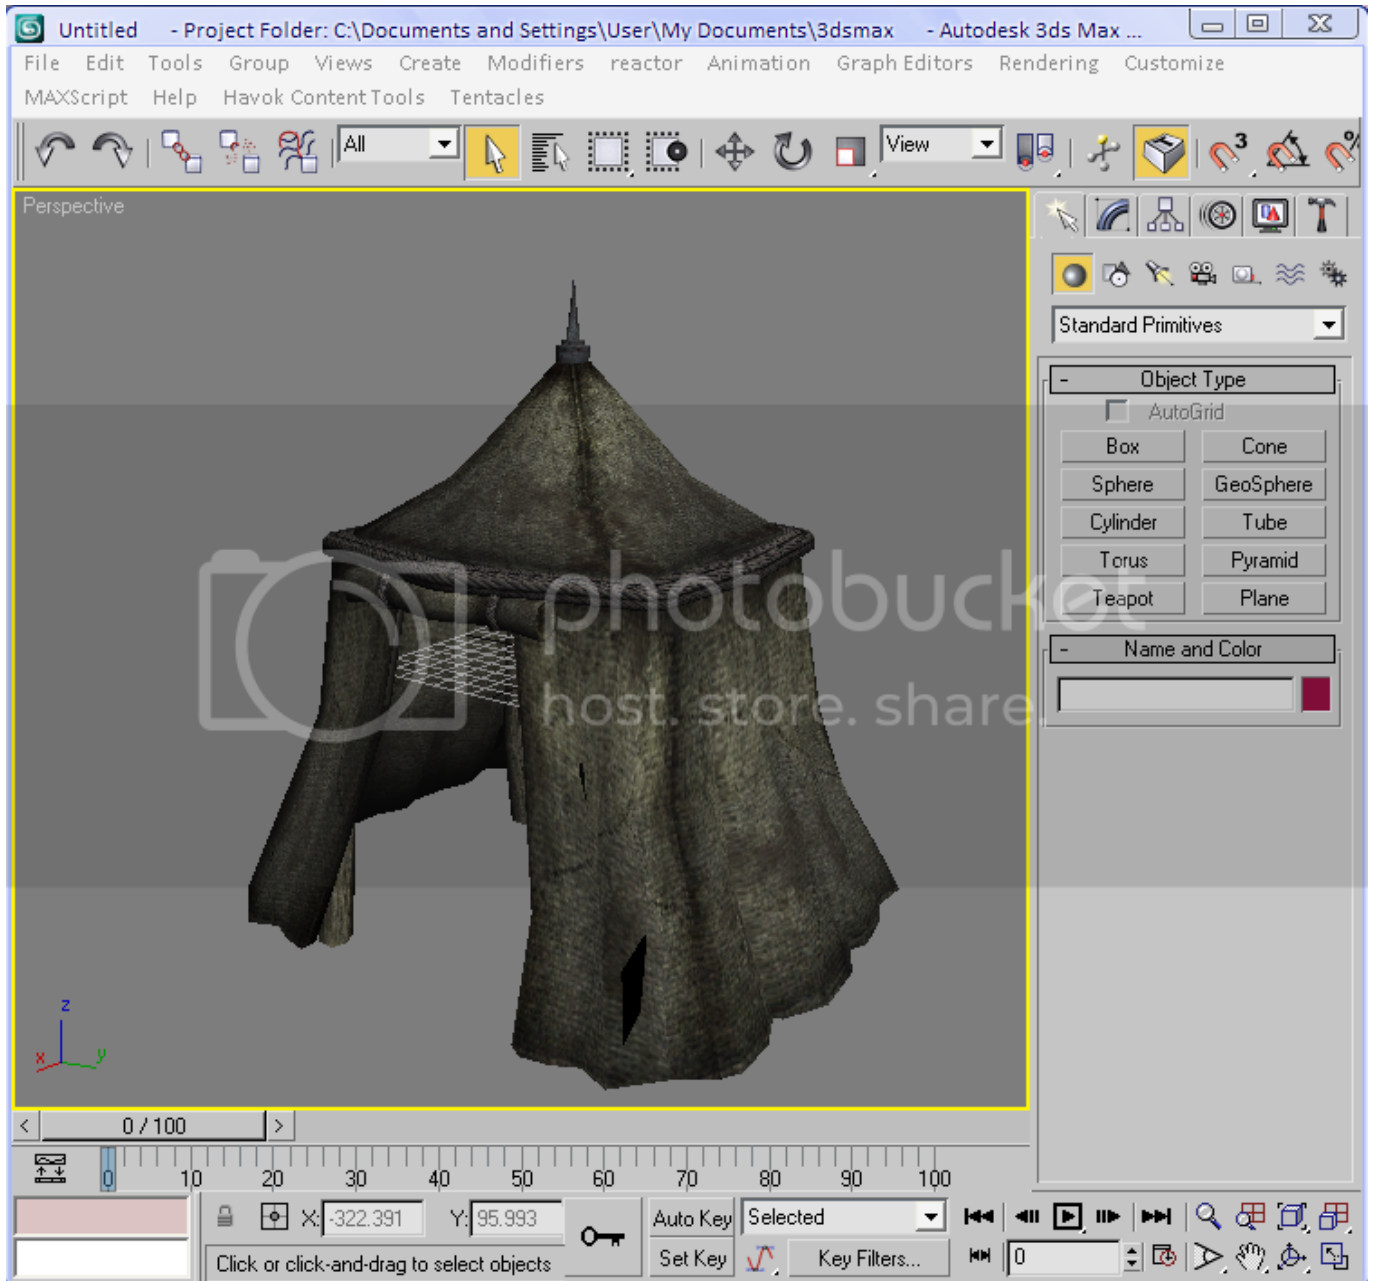 Untitled - Project Folder: C:\Documents and Settings\User\My Documents\3dsmax - Autodesk 3ds Max ...
File Edit Tools Group Views Create Modifiers reactor Animation Graph Editors Rendering Customize
MAXScript Help Havok Content Tools Tentacles
All
View
3
%
Perspective
Standard Primitives
- Object Type
AutoGrid
Box Cone
Sphere GeoSphere
Cylinder Tube
Torus Pyramid
Teapot Plane
- Name and Color
photobucket
host. store. share.
z
x y
< 0 / 100 >
0 10 20 30 40 50 60 70 80 90 100
X: -322.391 Y: 95.993
Auto Key Selected
Click or click-and-drag to select objects
Set Key Key Filters... 0